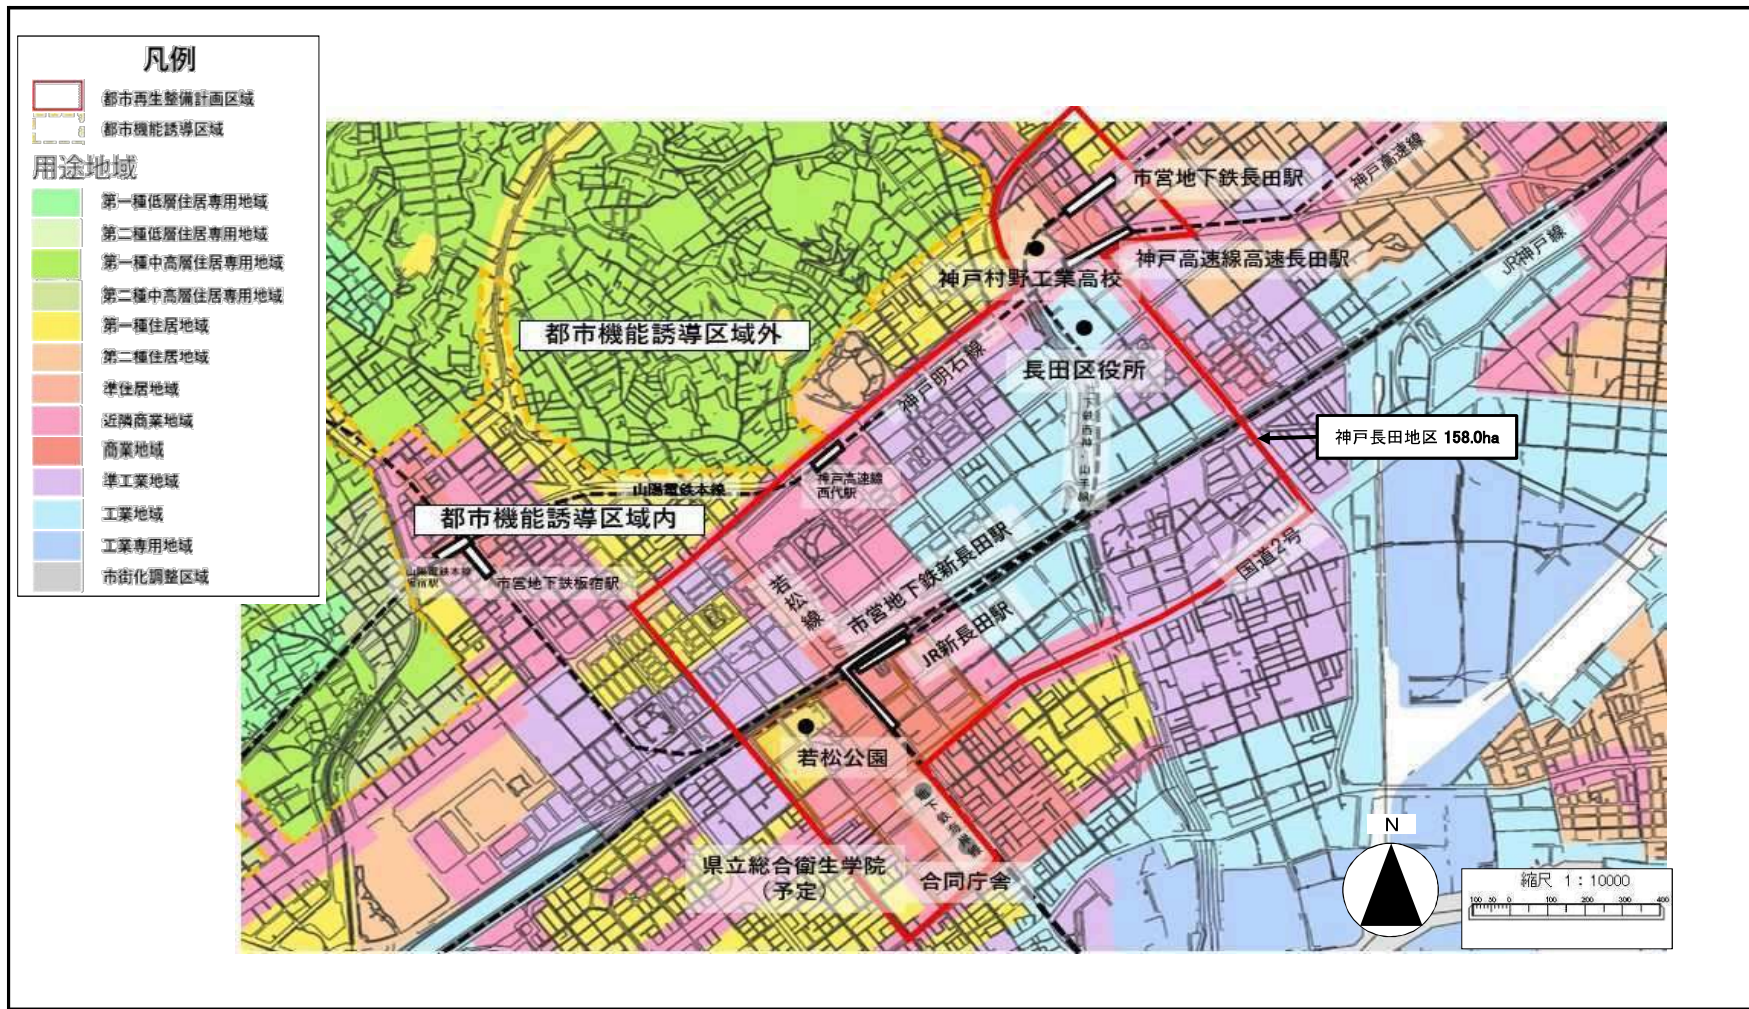 凡例
都市再生整備計画区域
都市機能誘導区域
用途地域
第一種低層住居専用地域
第二種低層住居専用地域
第一種中高層住居専用地域
第二種中高層住居専用地域
第一種住居地域
第二種住居地域
準住居地域
近隣商業地域
商業地域
準工業地域
工業地域
工業専用地域
市街化調整区域
市営地下鉄長田駅
神戸高速線
神戸高速線高速長田駅
JR神戸線
神戸村野工業高校
都市機能誘導区域外
長田区役所
神戸明石線
神戸長田地区 158.0ha
神戸高速線
西代駅
山陽電鉄本線
都市機能誘導区域内
山陽電鉄本線
市営地下鉄板宿駅
若松線
市営地下鉄新長田駅
JR新長田駅
国道2号
若松公園
県立総合衛生学院
(予定)
合同庁舎
N
縮尺 1:10000
100 50 0 100 200 300 400